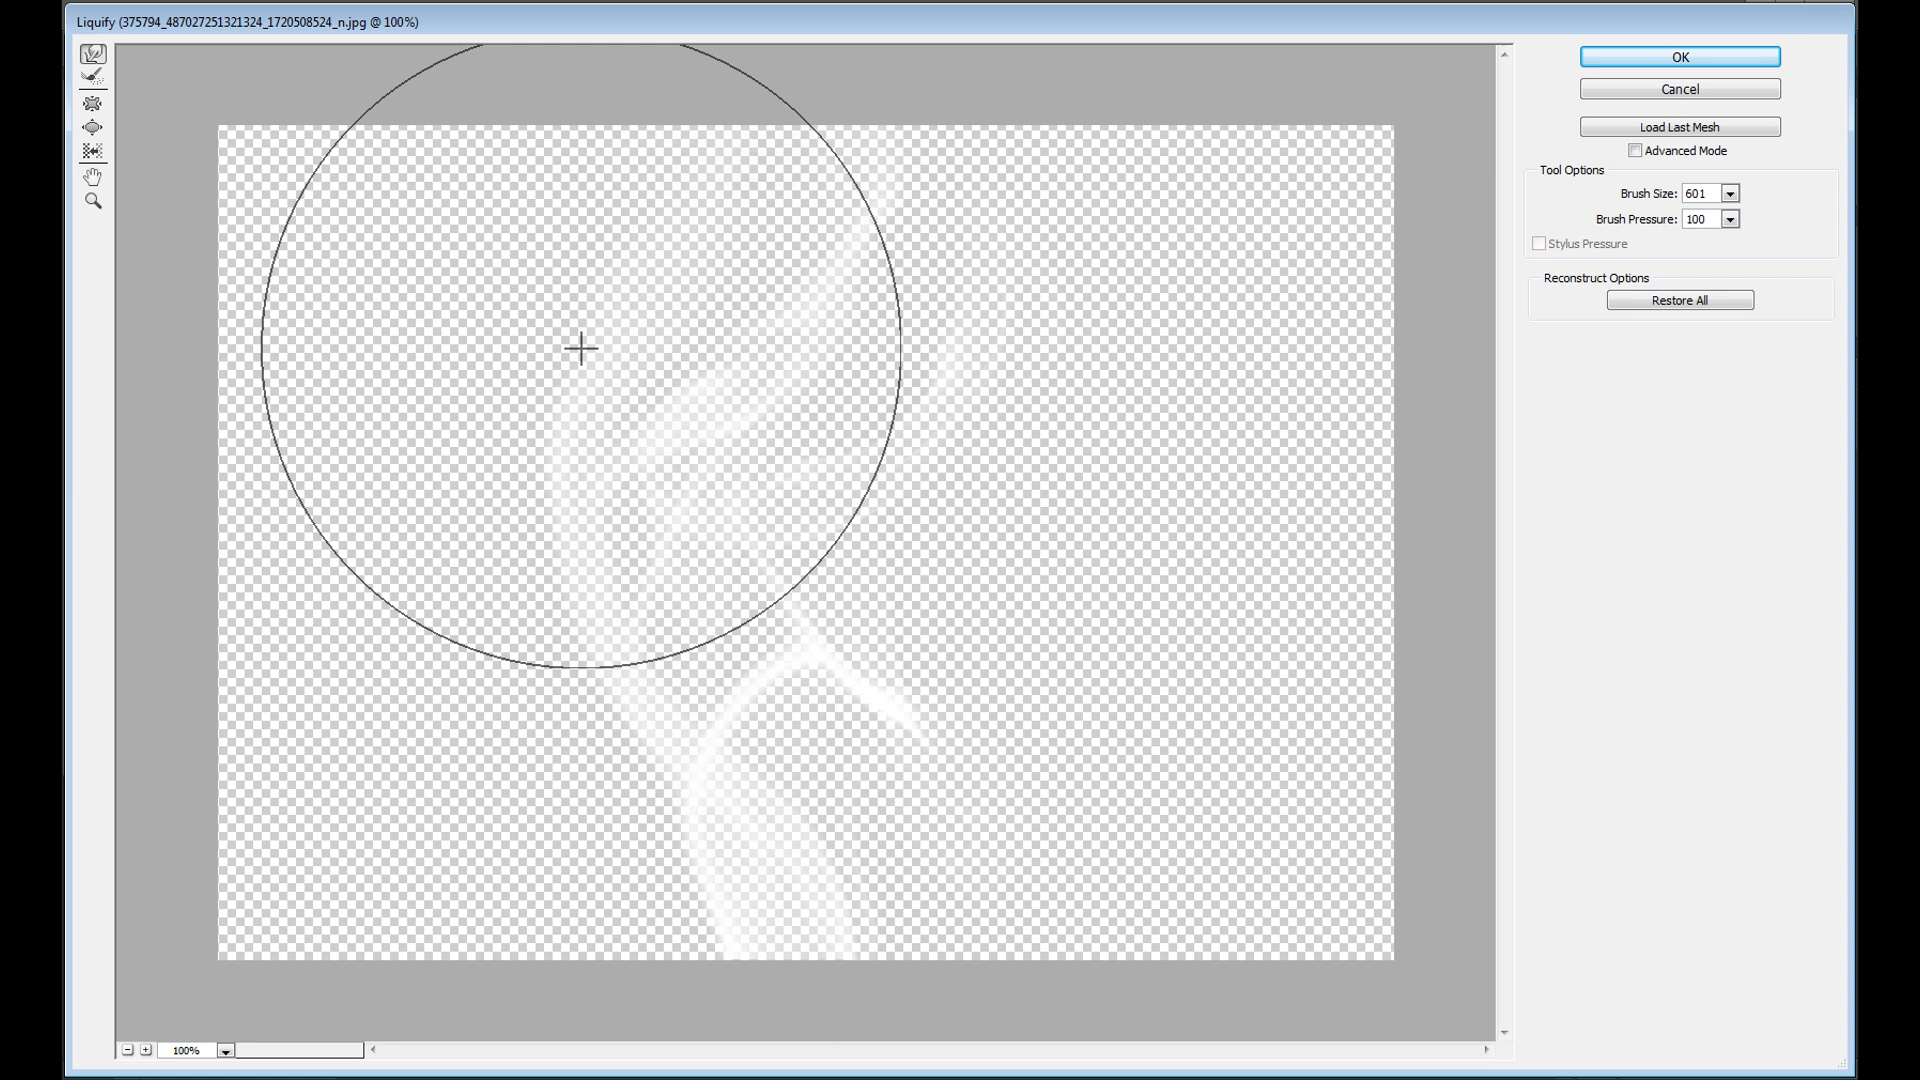 Liquify (375794_487027251321324_1720508524_n.jpg @ 100%)
OK
Cancel
Load Last Mesh
Advanced Mode
Tool Options
Brush Size: 601
Brush Pressure: 100
Stylus Pressure
Reconstruct Options
Restore All
100%